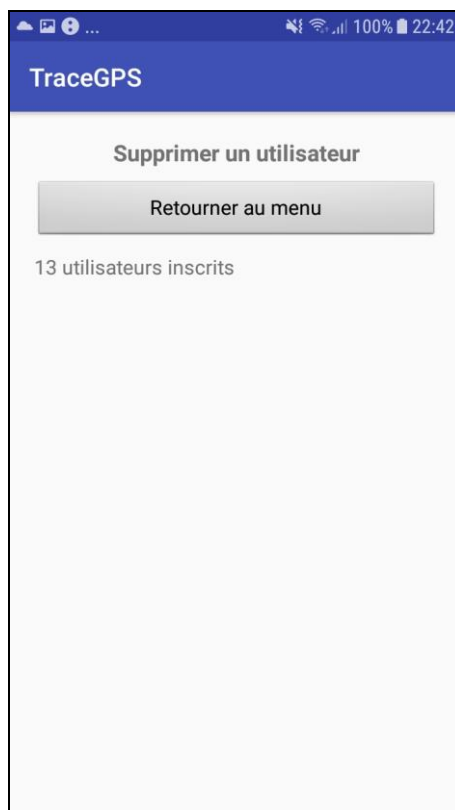 ... 100% 22:42
TraceGPS
Supprimer un utilisateur
Retourner au menu
13 utilisateurs inscrits